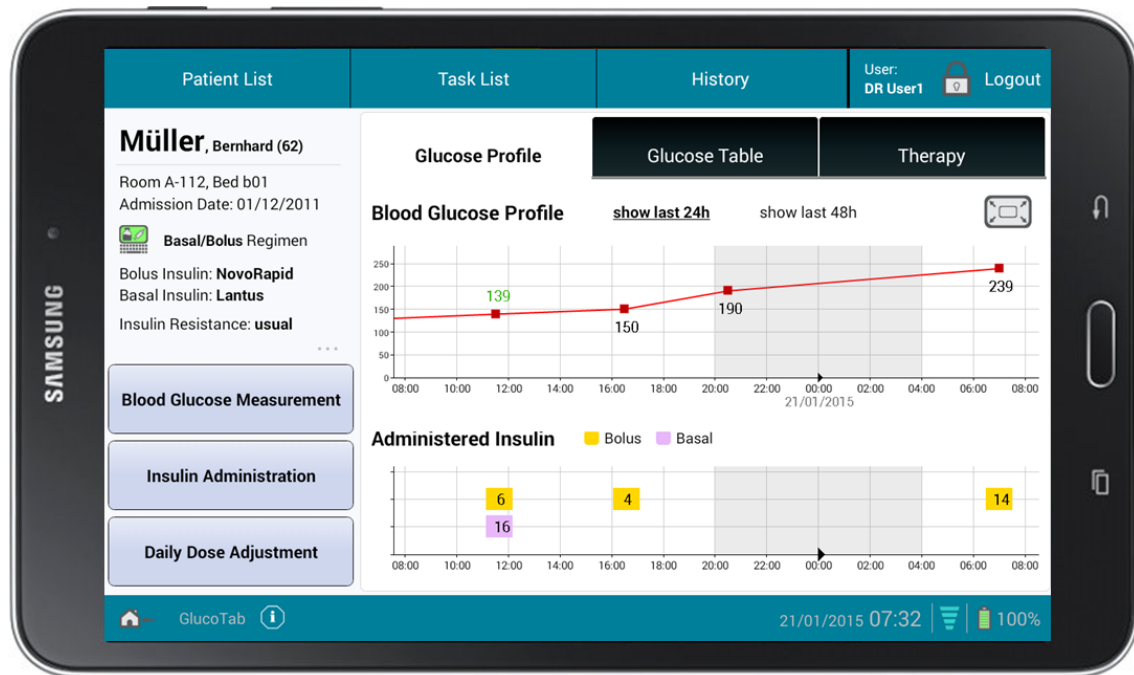 SAMSUNG
Patient List
Task List
History
User:
DR User1
Logout
Müller, Bernhard (62)
Room A-112, Bed b01
Admission Date: 01/12/2011
Basal/Bolus Regimen
Bolus Insulin: NovoRapid
Basal Insulin: Lantus
Insulin Resistance: usual
...
Blood Glucose Measurement
Insulin Administration
Daily Dose Adjustment
Glucose Profile
Glucose Table
Therapy
Blood Glucose Profile show last 24h show last 48h
250
200
150
100
50
0
139
150
190
239
08:00 10:00 12:00 14:00 16:00 18:00 20:00 22:00 00:00 02:00 04:00 06:00 08:00
21/01/2015
Administered Insulin Bolus Basal
6 4 14
16
08:00 10:00 12:00 14:00 16:00 18:00 20:00 22:00 00:00 02:00 04:00 06:00 08:00
GlucoTab i
21/01/2015 07:32 100%